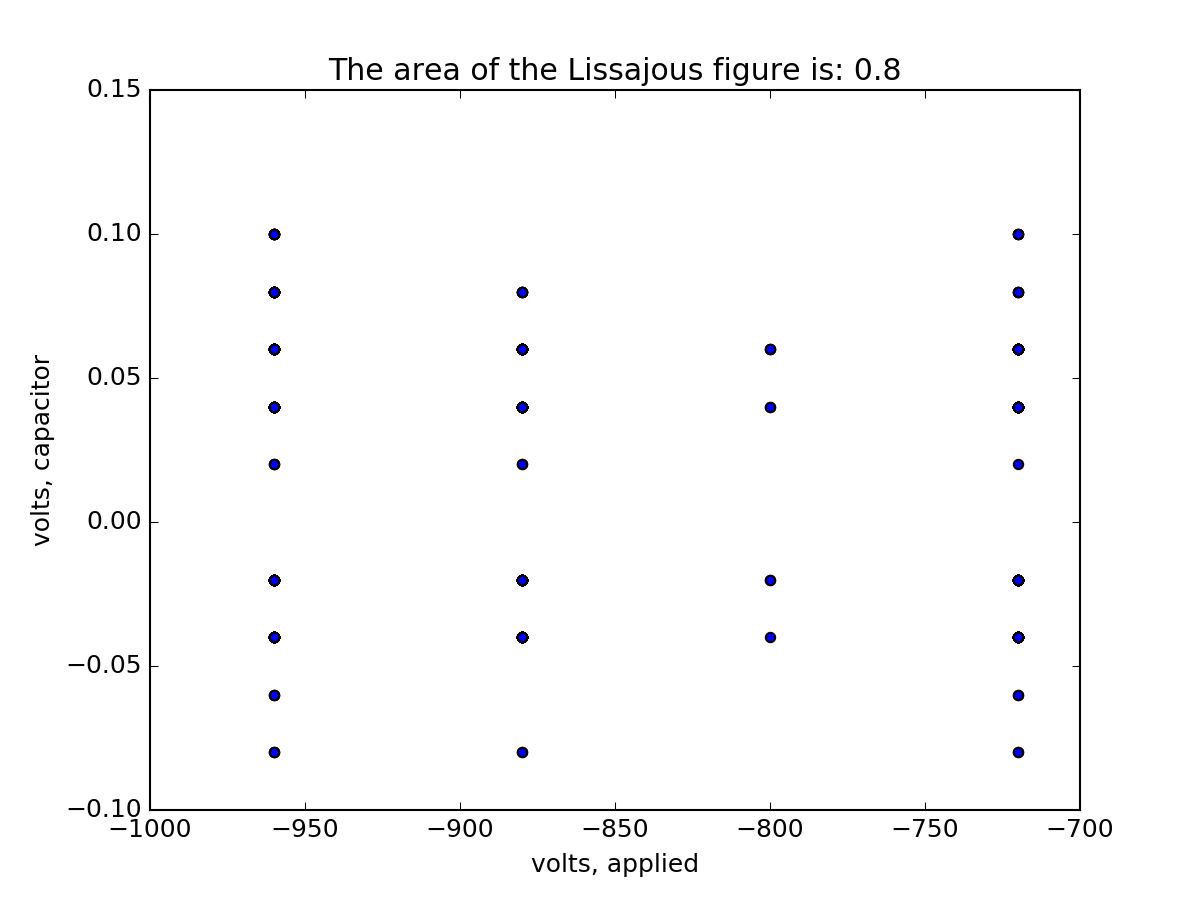 The area of the Lissajous figure is: 0.8
0.15
0.10
0.05
0.00
−0.05
−0.10
−1000 −950 −900 −850 −800 −750 −700
volts, capacitor
volts, applied